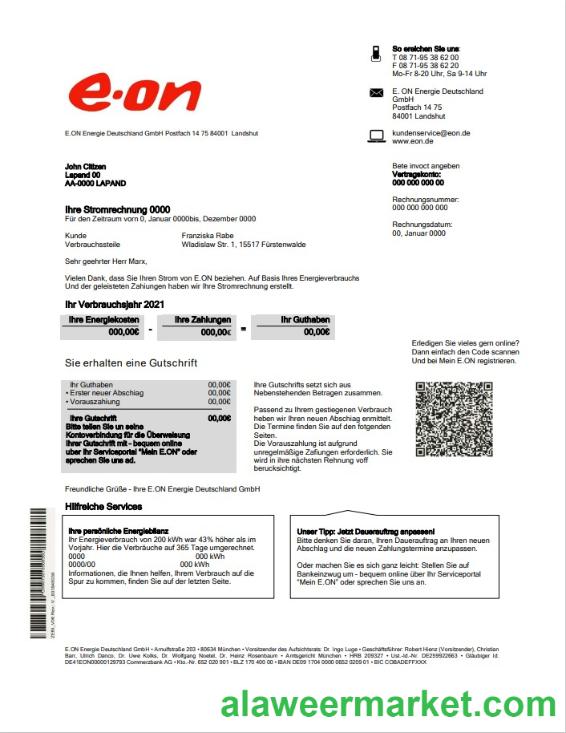 e·on
So ereichen Sie uns:
T 08 71-95 38 62 00
F 08 71-95 38 62 20
Mo-Fr 8-20 Uhr, Sa 9-14 Uhr
E. ON Energie Deutschland
GmbH
Postfach 14 75
84001 Landshut
kundenservice@eon.de
www.eon.de
E.ON Energie Deutschland GmbH Postfach 14 75 84001 Landshut
John Citizen
Lapand 00
AA-0000 LAPAND
Bete invoct angeben
Vertragskonto:
000 000 000 00
Rechnungsnummer:
000 000 000 000
Rechnungsdatum:
00, Januar 0000
Ihre Stromrechnung 0000
Für den Zeitraum vorn 0, Januar 0000bis, Dezember 0000
Kunde Franziska Rabe
Verbrauchsstelle Wladislaw Str. 1, 15517 Fürstenwalde
Sehr geehrter Herr Marx,
Vielen Dank, dass Sie Ihren Strom von E.ON beziehen. Auf Basis Ihres Energieverbrauchs
Und der geleisteten Zahlungen haben wir Ihre Stromrechnung erstellt.
Ihr Verbrauchsjahr 2021
Ihre Energiekosten Ihre Zahlungen Ihr Guthaben
000,00€ - 000,00€ = 00,00€
Erledigen Sie vieles gern online?
Dann einfach den Code scannen
Und bei Mein E.ON registrieren.
Sie erhalten eine Gutschrift
Ihr Guthaben 00,00€
• Erster neuer Abschlag 00,00€
• Vorauszahlung 00,00€
Ihre Gutschrift 00,00€
Bitte teilen Sie un seine
Kontoverbindung für die Überweisung
Ihrer Gutschrift mit - bequem online
uber Ihr Serviceportal "Mein E.ON" oder
sprechen Sie uns ad.
Ihre Gutschrifts setzt sich aus
Nebenstehenden Betragen zusammen.
Passend zu Ihrem gestiegenen Verbrauch
heben wir Ihren neuen Abschlag ermittelt.
Die Termine finden Sie auf den folgenden
Seiten.
Die Vorauszahlung ist aufgrund
unregelmäßige Zaflungen erforderlich. Sie
wird in ifire nächsten Rehnung voff
berucksichtigt.
Freundliche Grüße - Ihre E.ON Energie Deutschland GmbH
Hilfreiche Services
Ihre persönliche Energiebilanz
Ihr Energieverbrauch von 200 kWh war 43% höher als im
Vorjahr. Hier die Verbräuche auf 365 Tage umgerechnet.
0000 000 kWh
0000/00 000 kWh
Informationen, die Ihnen helfen, Ihrem Verbrauch auf die
Spur zu kommen, finden Sie auf der letzten Seite.
Unser Tipp: Jetzt Dauerauftrag anpassen!
Bitte denken Sie daran, Ihren Dauerauftrag an Ihren neuen
Abschlag und die neuen Zahlungstermine anzupassen.
Oder machen Sie es sich ganz leicht: Stellen Sie auf
Bankeinzwug um - bequem online über Ihr Serviceportal
"Mein E.ON" oder sprechen Sie uns an.
E.ON Energie Deutschland GmbH • Arnulfstraße 203 • 80634 München • Vorsitzender des Aufsichtsrats: Dr. Ingo Luge • Geschäftsführer: Robert Hienz (Vorsitzender), Christian
Barr, Ulrich Danco, Dr. Uwe Kolks, Dr. Wolfgang Noetel, Dr. Heinz Rosenbaum • Amtsgericht München • HRB 209327 • Ust.-Id.-Nr. DE299922663 • Gläubiger Id:
DE41EON00000129793 Commerzbank AG • Kto.-Nr. 652 020 901 • BLZ 170 400 00 • IBAN DE09 1704 0000 0652 0209 01 • BIC COBADEFFXXX
alaweermarket.com